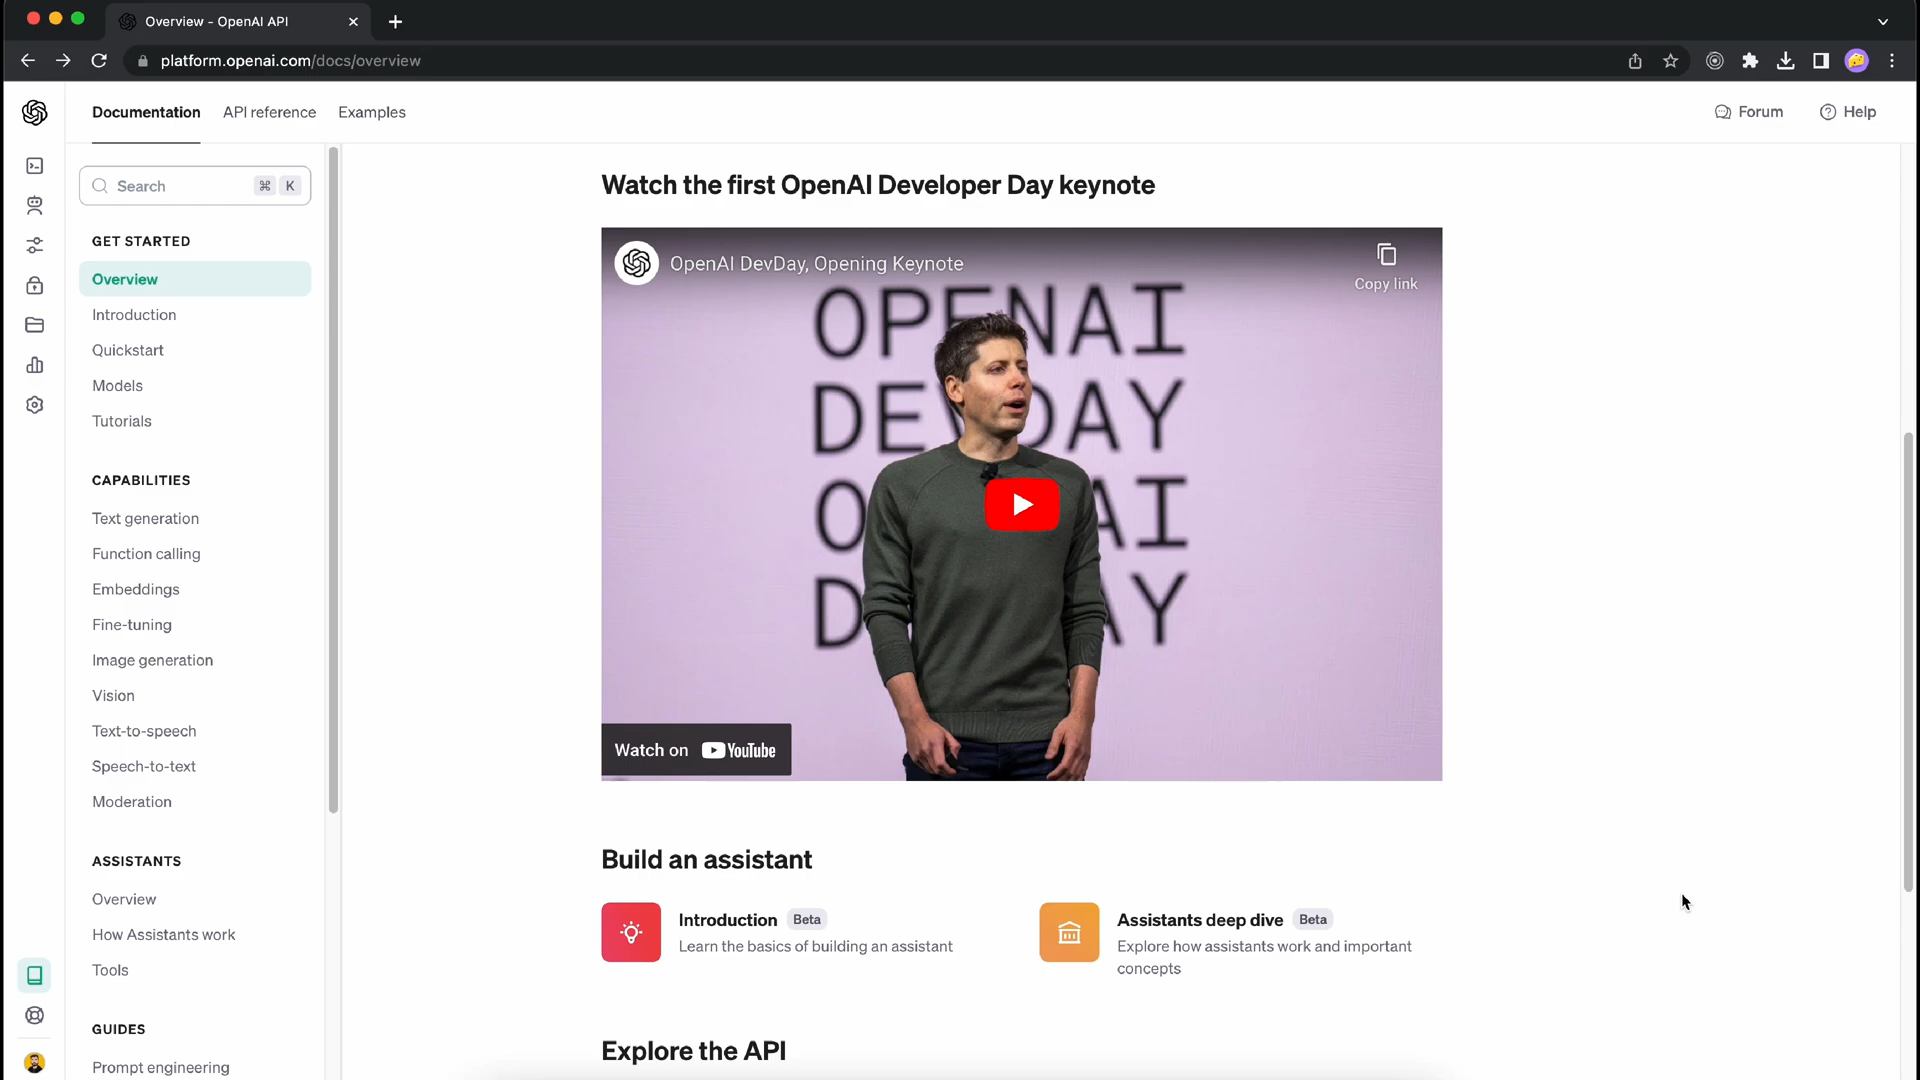 Overview - OpenAI API
platform.openai.com/docs/overview
Documentation
API reference
Examples
Forum
Help
Search
⌘ K
GET STARTED
Overview
Introduction
Quickstart
Models
Tutorials
CAPABILITIES
Text generation
Function calling
Embeddings
Fine-tuning
Image generation
Vision
Text-to-speech
Speech-to-text
Moderation
ASSISTANTS
Overview
How Assistants work
Tools
GUIDES
Prompt engineering
Watch the first OpenAI Developer Day keynote
OpenAI DevDay, Opening Keynote
Copy link
OPENAI
DEVDAY
O AI
D AY
Watch on YouTube
Build an assistant
Introduction Beta
Learn the basics of building an assistant
Assistants deep dive Beta
Explore how assistants work and important
concepts
Explore the API